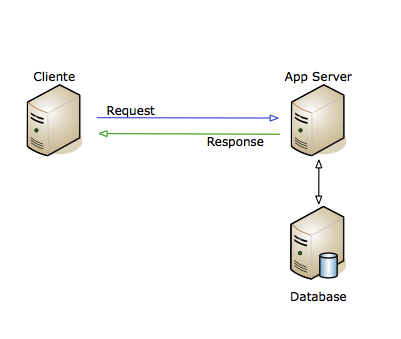 Cliente
App Server
Request
Response
Database